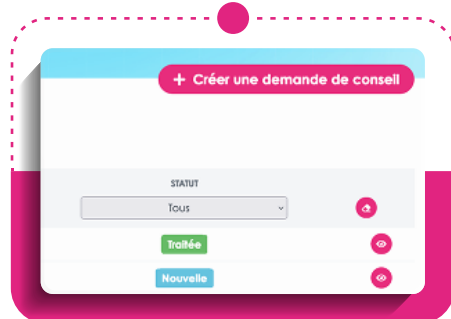 + Créer une demande de conseil
STATUT
Tous
Traitée
Nouvelle